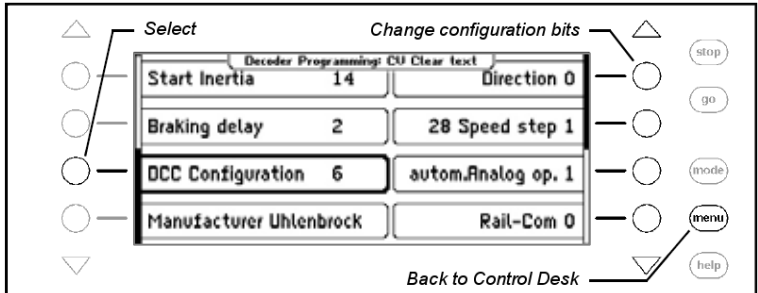 Select
Change configuration bits
Decoder Programming: CV Clear text
Start Inertia 14
Direction 0
Braking delay 2
28 Speed step 1
DCC Configuration 6
autom.Analog op. 1
Manufacturer Uhlenbrock
Rail-Com 0
stop
go
mode
menu
help
Back to Control Desk